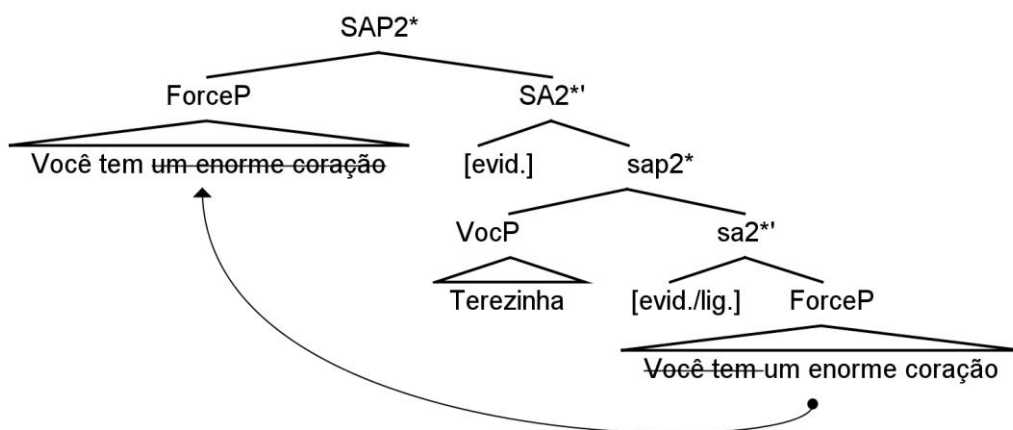 SAP2*
ForceP SA2*'
Você tem um enorme coração [evid.] sap2*
VocP sa2*'
Terezinha [evid./lig.] ForceP
Você tem um enorme coração